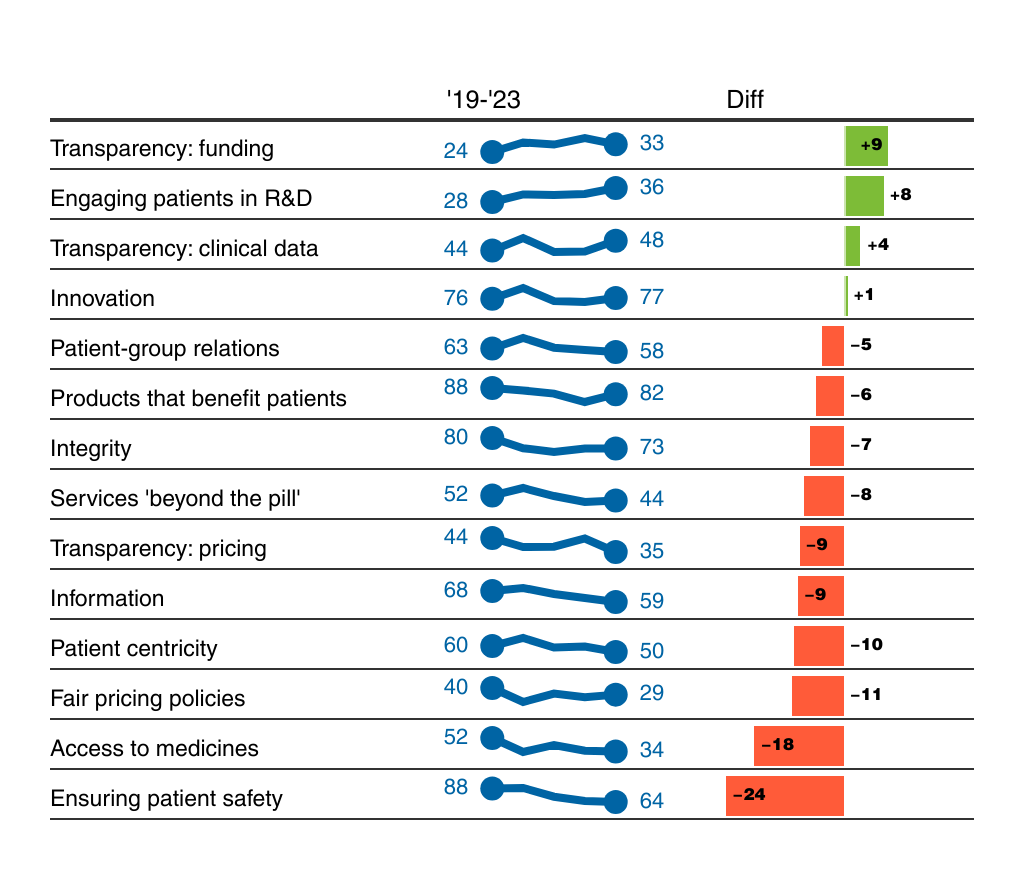 '19-'23 Diff
Transparency: funding 24 33 +9
Engaging patients in R&D 28 36 +8
Transparency: clinical data 44 48 +4
Innovation 76 77 +1
Patient-group relations 63 58 −5
Products that benefit patients 88 82 −6
Integrity 80 73 −7
Services 'beyond the pill' 52 44 −8
Transparency: pricing 44 35 −9
Information 68 59 −9
Patient centricity 60 50 −10
Fair pricing policies 40 29 −11
Access to medicines 52 34 −18
Ensuring patient safety 88 64 −24